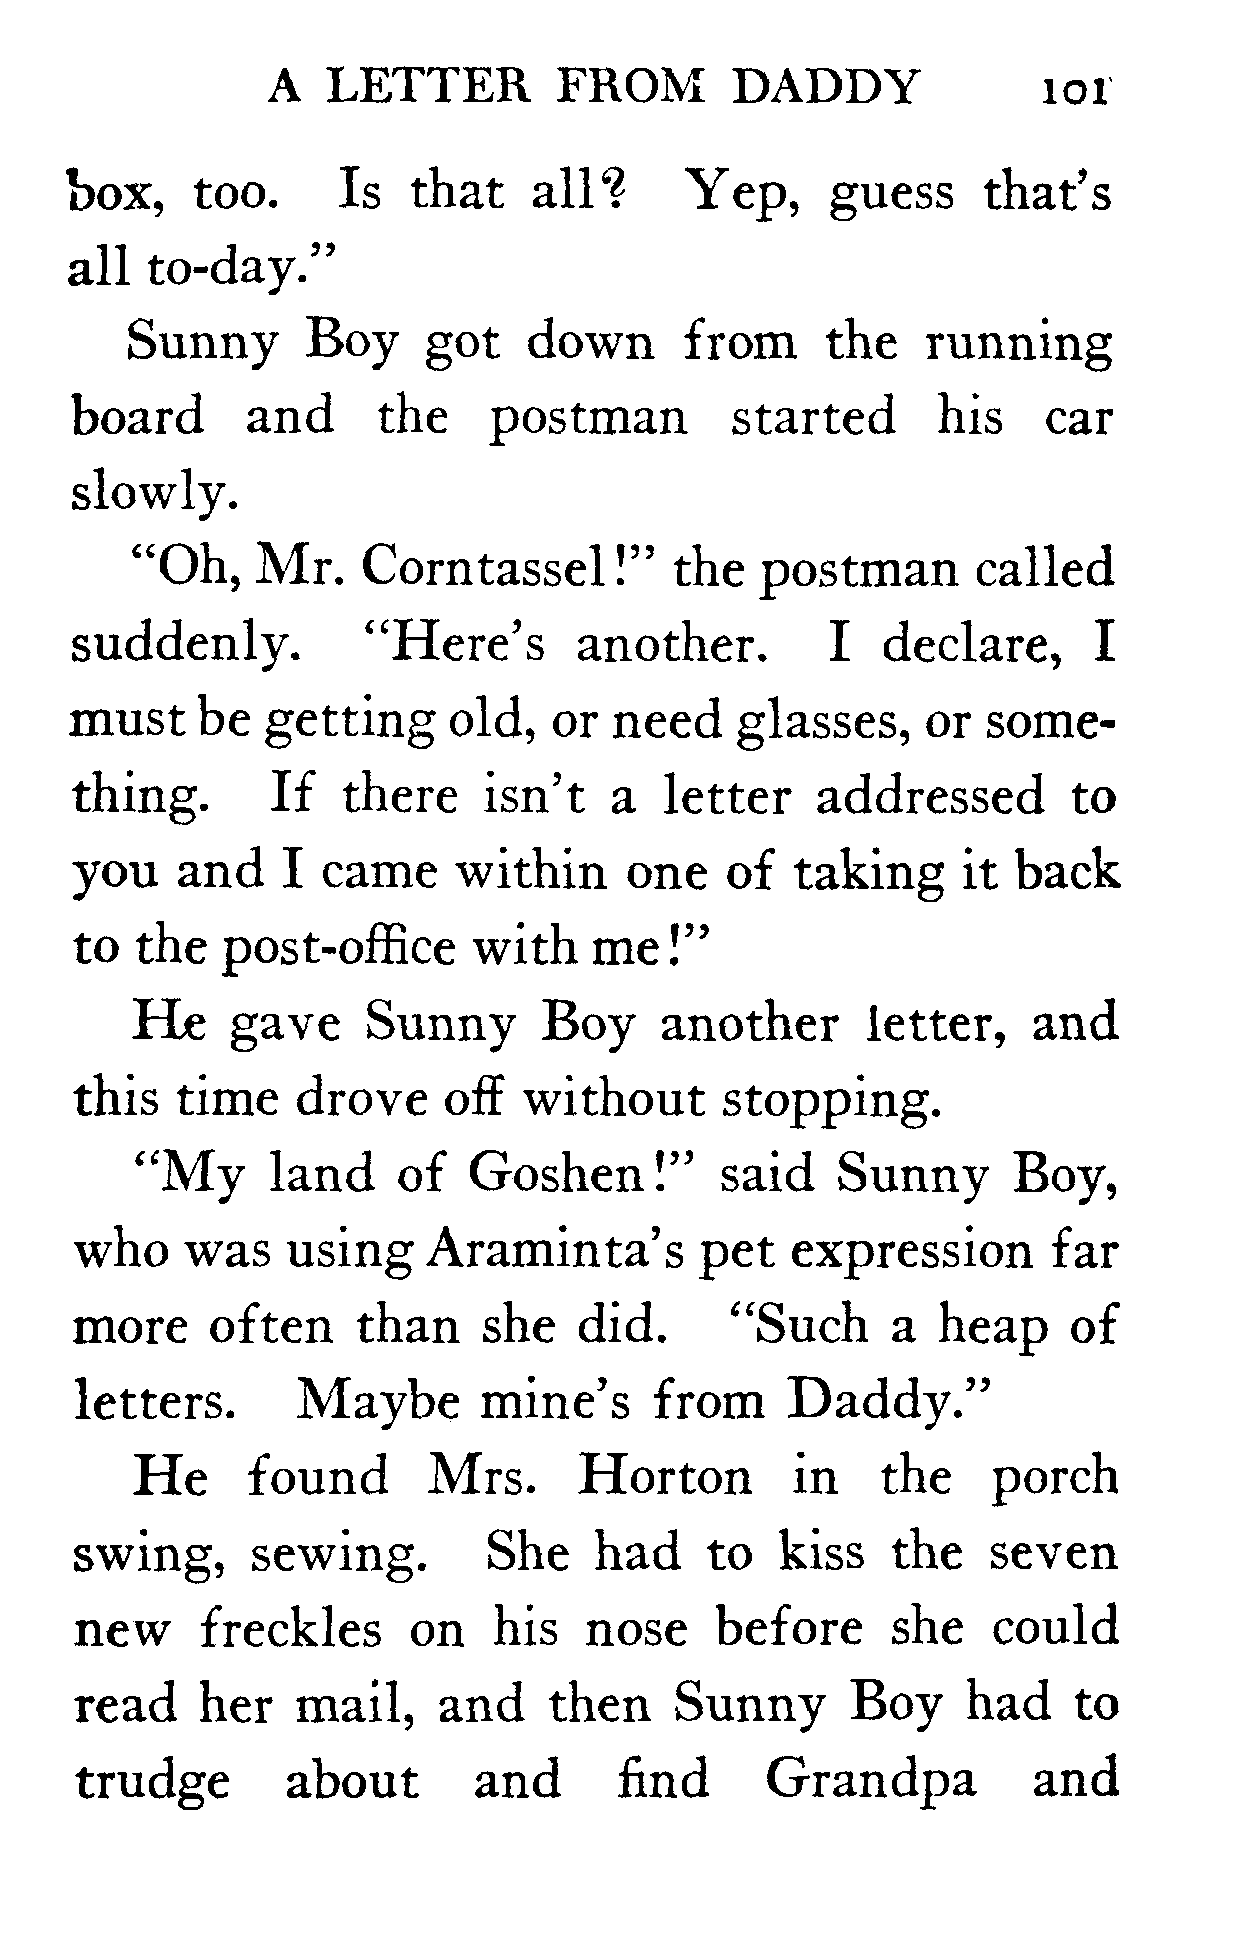 A LETTER FROM DADDY 101
box, too. Is that all? Yep, guess that's
all to-day."
Sunny Boy got down from the running
board and the postman started his car
slowly.
"Oh, Mr. Corntassel!" the postman called
suddenly. "Here's another. I declare, I
must be getting old, or need glasses, or some-
thing. If there isn't a letter addressed to
you and I came within one of taking it back
to the post-office with me!"
He gave Sunny Boy another letter, and
this time drove off without stopping.
"My land of Goshen!" said Sunny Boy,
who was using Araminta's pet expression far
more often than she did. "Such a heap of
letters. Maybe mine's from Daddy."
He found Mrs. Horton in the porch
swing, sewing. She had to kiss the seven
new freckles on his nose before she could
read her mail, and then Sunny Boy had to
trudge about and find Grandpa and